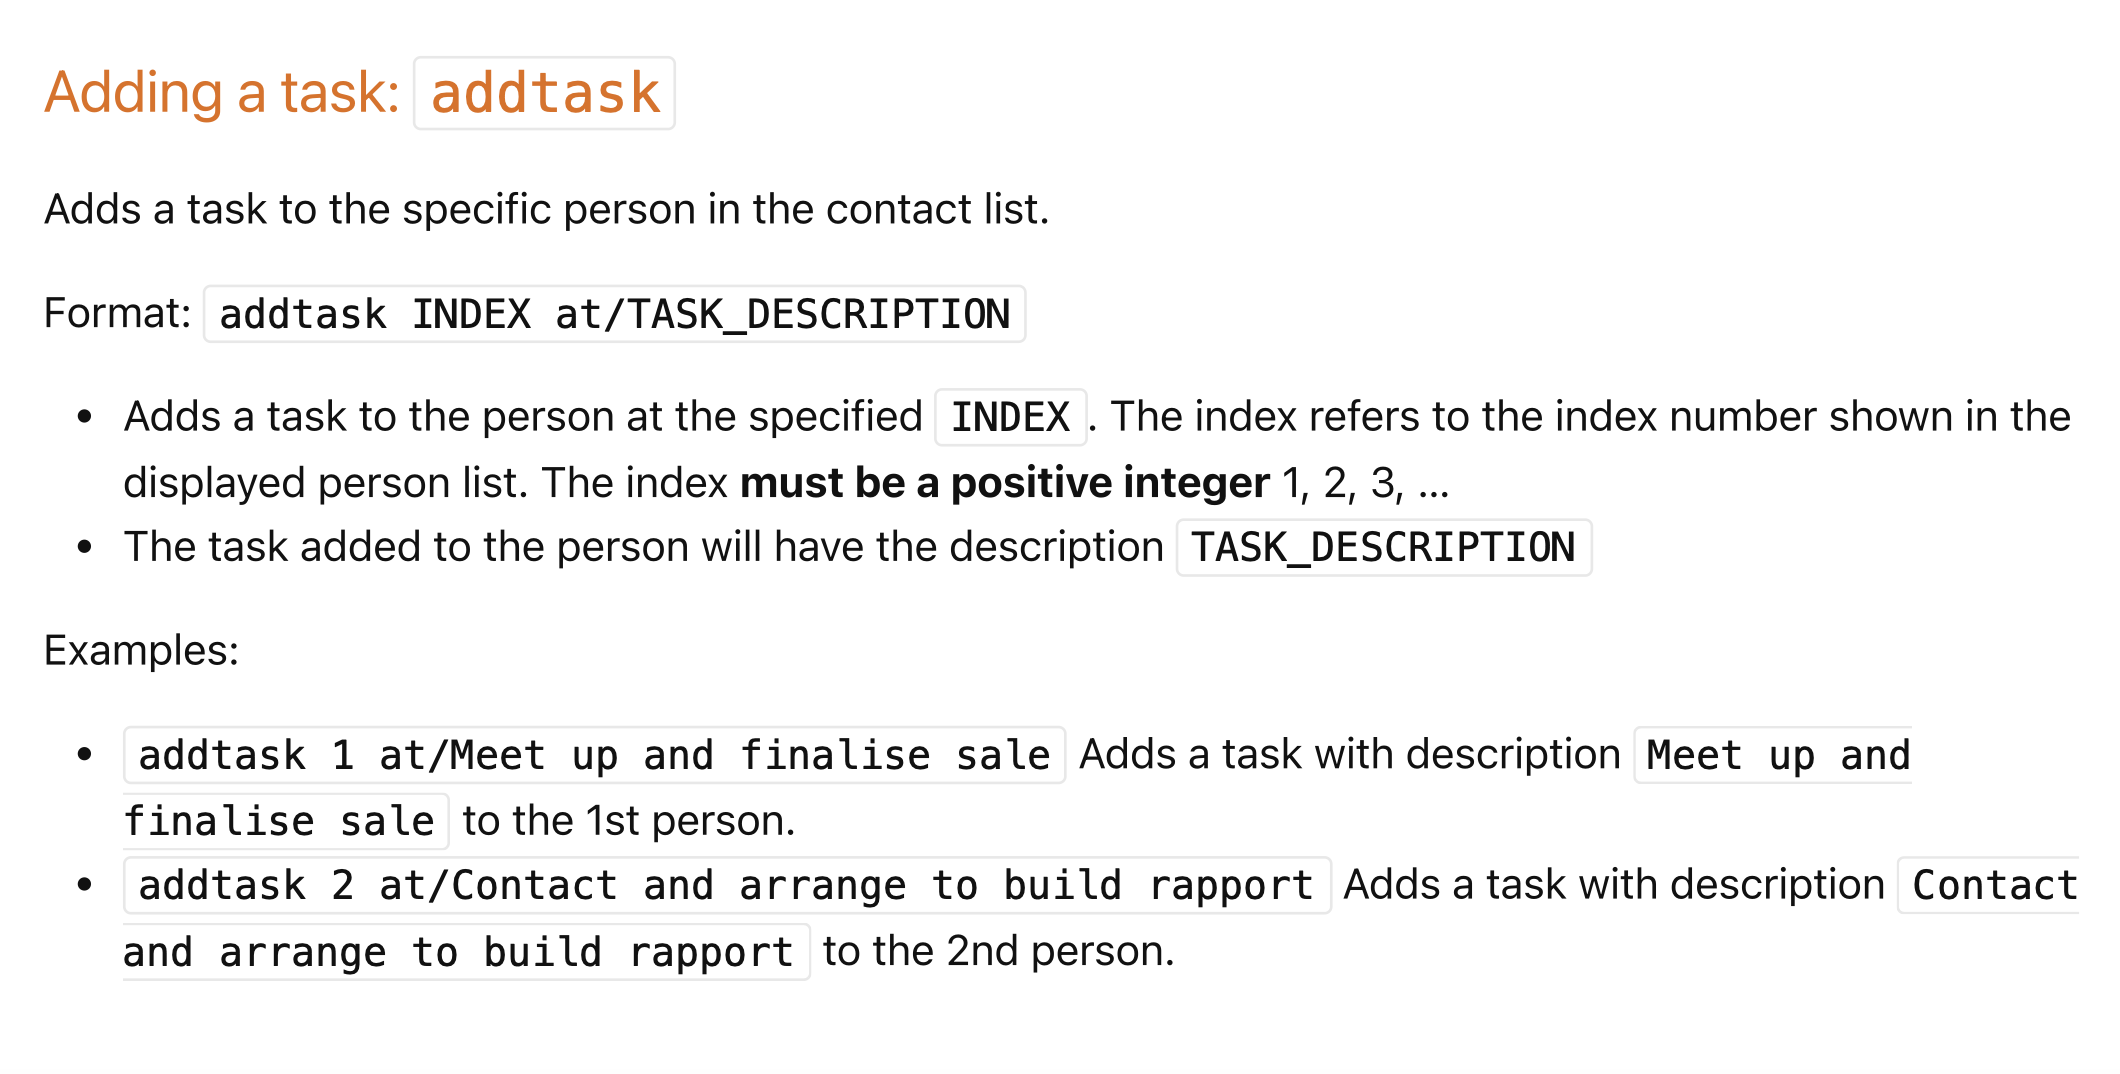 Adding a task: addtask
Adds a task to the specific person in the contact list.
Format: addtask INDEX at/TASK_DESCRIPTION
• Adds a task to the person at the specified INDEX. The index refers to the index number shown in the
displayed person list. The index must be a positive integer 1, 2, 3, …
• The task added to the person will have the description TASK_DESCRIPTION
Examples:
• addtask 1 at/Meet up and finalise sale Adds a task with description Meet up and
finalise sale to the 1st person.
• addtask 2 at/Contact and arrange to build rapport Adds a task with description Contact
and arrange to build rapport to the 2nd person.